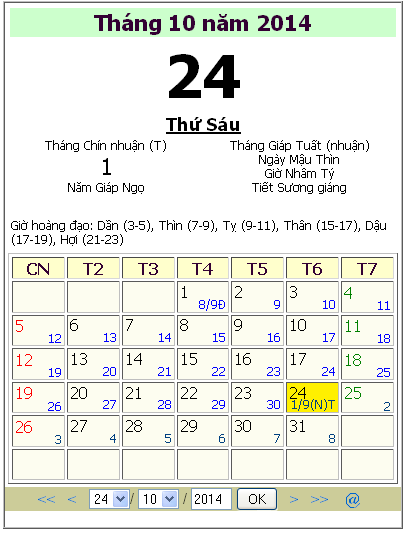 Tháng 10 năm 2014
24
Thứ Sáu
Tháng Chín nhuận (T)
1
Năm Giáp Ngọ
Tháng Giáp Tuất (nhuận)
Ngày Mậu Thìn
Giờ Nhâm Tý
Tiết Sương giáng
Giờ hoàng đạo: Dần (3-5), Thìn (7-9), Tỵ (9-11), Thân (15-17), Dậu
(17-19), Hợi (21-23)
CN T2 T3 T4 T5 T6 T7
1 2 3 4
8/9Đ 9 10 11
5 6 7 8 9 10 11
12 13 14 15 16 17 18
12 13 14 15 16 17 18
19 20 21 22 23 24 25
19 20 21 22 23 24 25
26 27 28 29 30 1/9(N)T 2
26 27 28 29 30 31
3 4 5 6 7 8
<< < 24 / 10 / 2014 OK > >> @